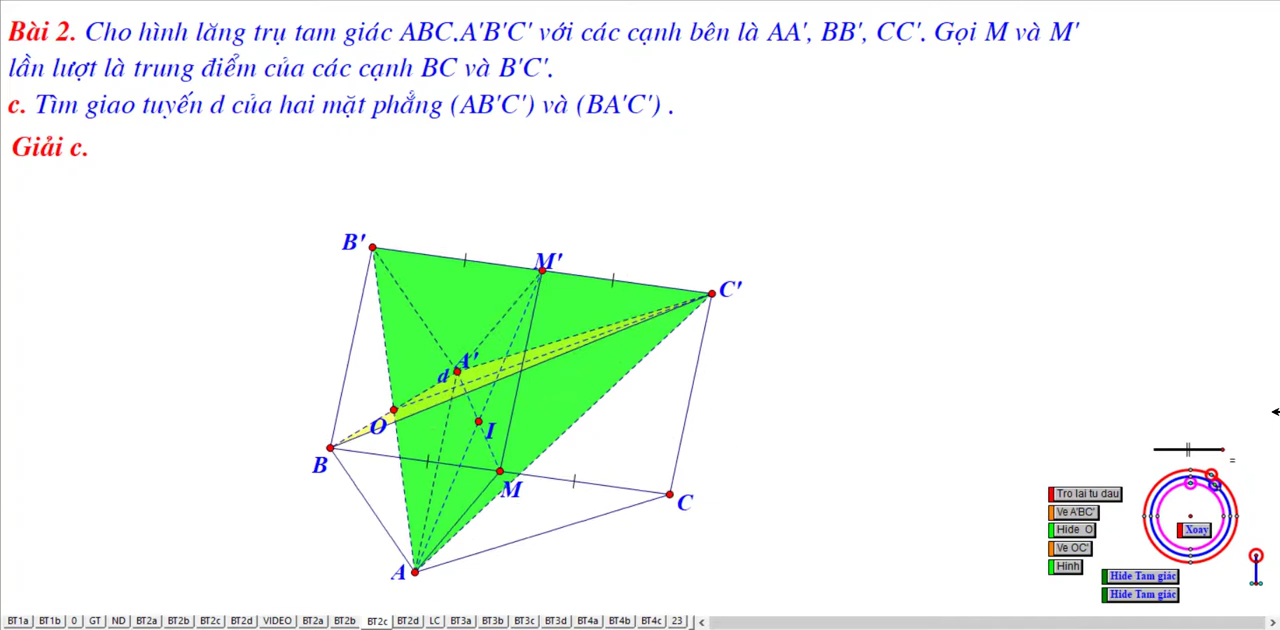 Bài 2. Cho hình lăng trụ tam giác ABC.A'B'C' với các cạnh bên là AA', BB', CC'. Gọi M và M'
lần lượt là trung điểm của các cạnh BC và B'C'.
c. Tìm giao tuyến d của hai mặt phẳng (AB'C') và (BA'C') .
Giải c.
B'
M'
C'
A'
d
O
I
B
M
C
A
=
Tro lai tu dau
Ve A'BC'
Hide O
Ve OC'
Hinh
Xoay
Hide Tam giác
Hide Tam giác
BT1a BT1b 0 GT ND BT2a BT2b BT2c BT2d VIDEO BT2a BT2b BT2c BT2d LC BT3a BT3b BT3c BT3d BT4a BT4b BT4c 23